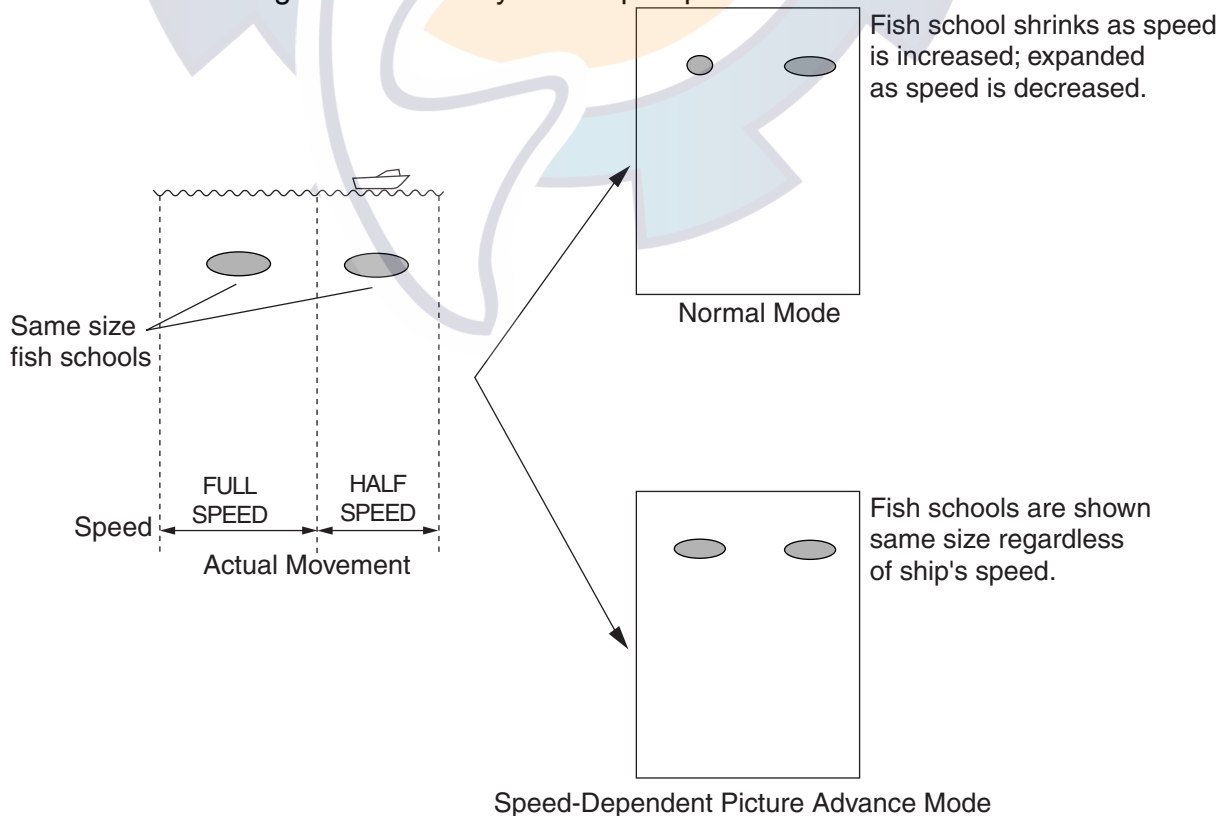 Fish school shrinks as speed
is increased; expanded
as speed is decreased.
Normal Mode
Same size
fish schools
FULL
SPEED
HALF
SPEED
Speed
Actual Movement
Fish schools are shown
same size regardless
of ship's speed.
Speed-Dependent Picture Advance Mode